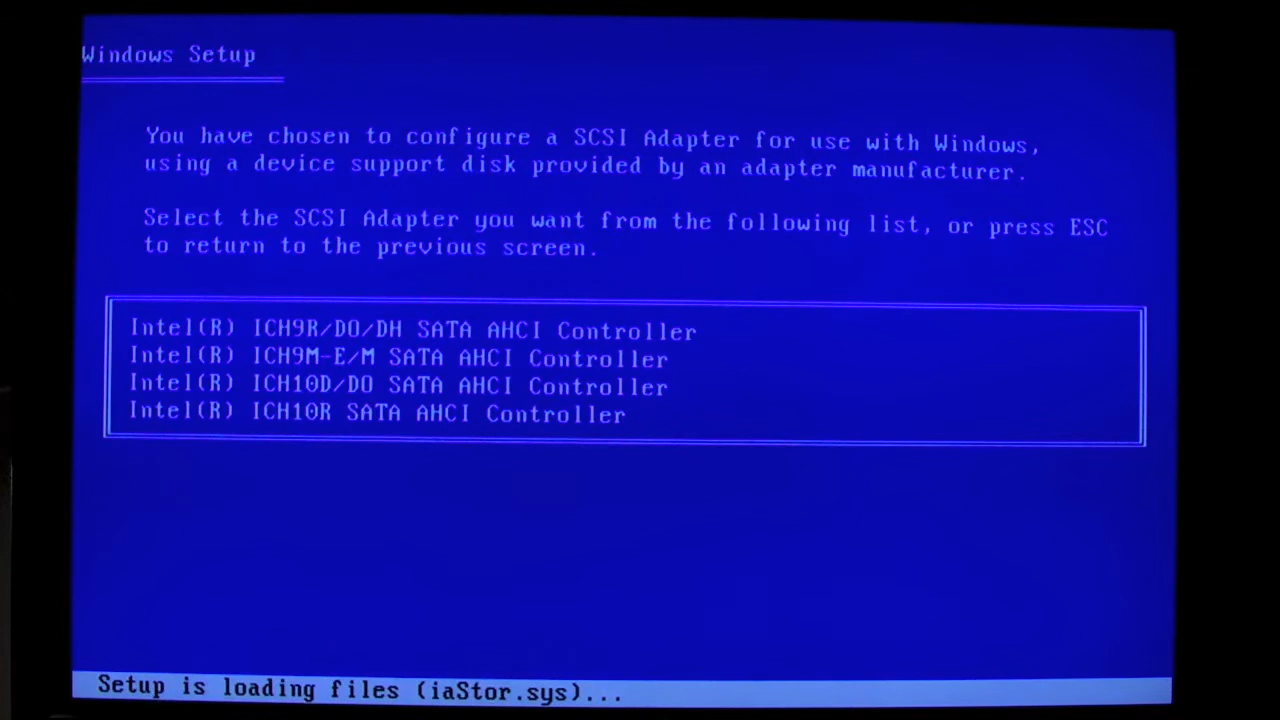 Windows Setup
You have chosen to configure a SCSI Adapter for use with Windows,
using a device support disk provided by an adapter manufacturer.
Select the SCSI Adapter you want from the following list, or press ESC
to return to the previous screen.
Intel(R) ICH9R/DO/DH SATA AHCI Controller
Intel(R) ICH9M-E/M SATA AHCI Controller
Intel(R) ICH10D/DO SATA AHCI Controller
Intel(R) ICH10R SATA AHCI Controller
Setup is loading files (iaStor.sys)...